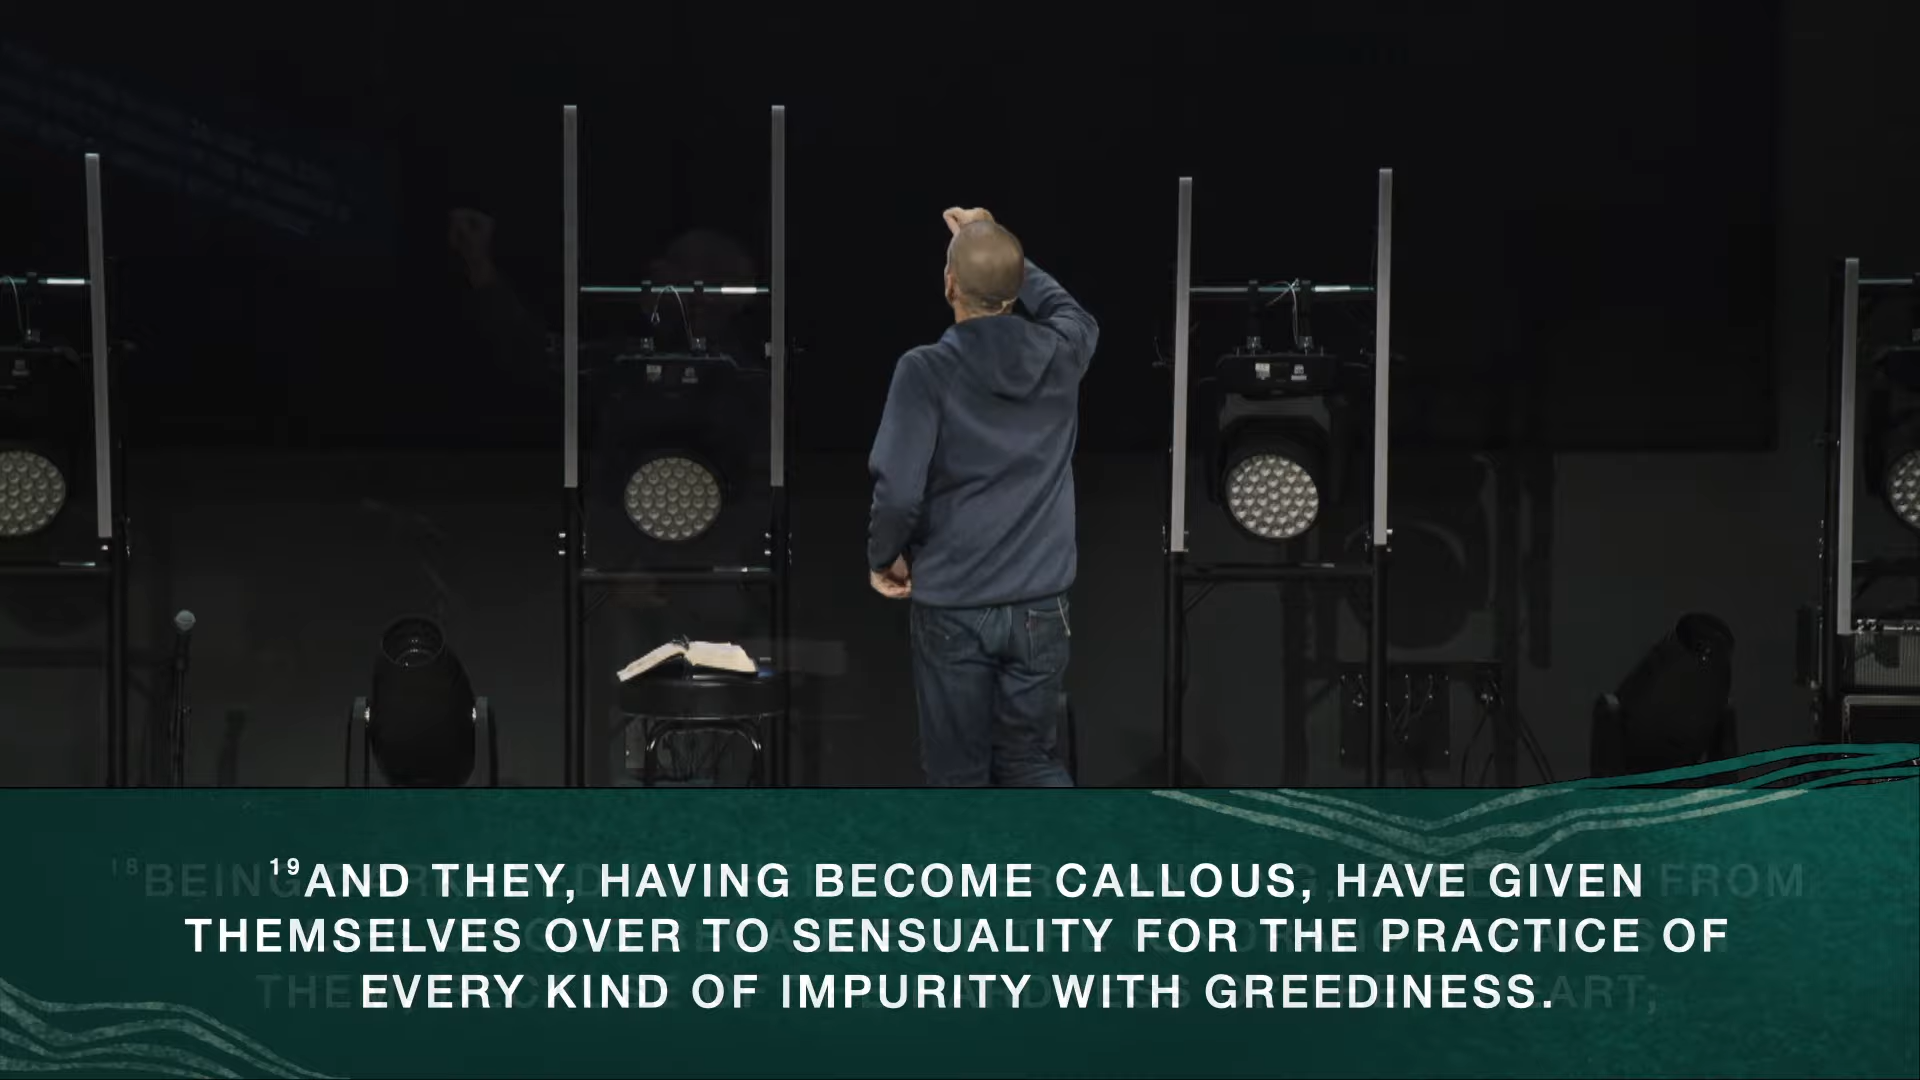 ¹⁹AND THEY, HAVING BECOME CALLOUS, HAVE GIVEN
THEMSELVES OVER TO SENSUALITY FOR THE PRACTICE OF
EVERY KIND OF IMPURITY WITH GREEDINESS.